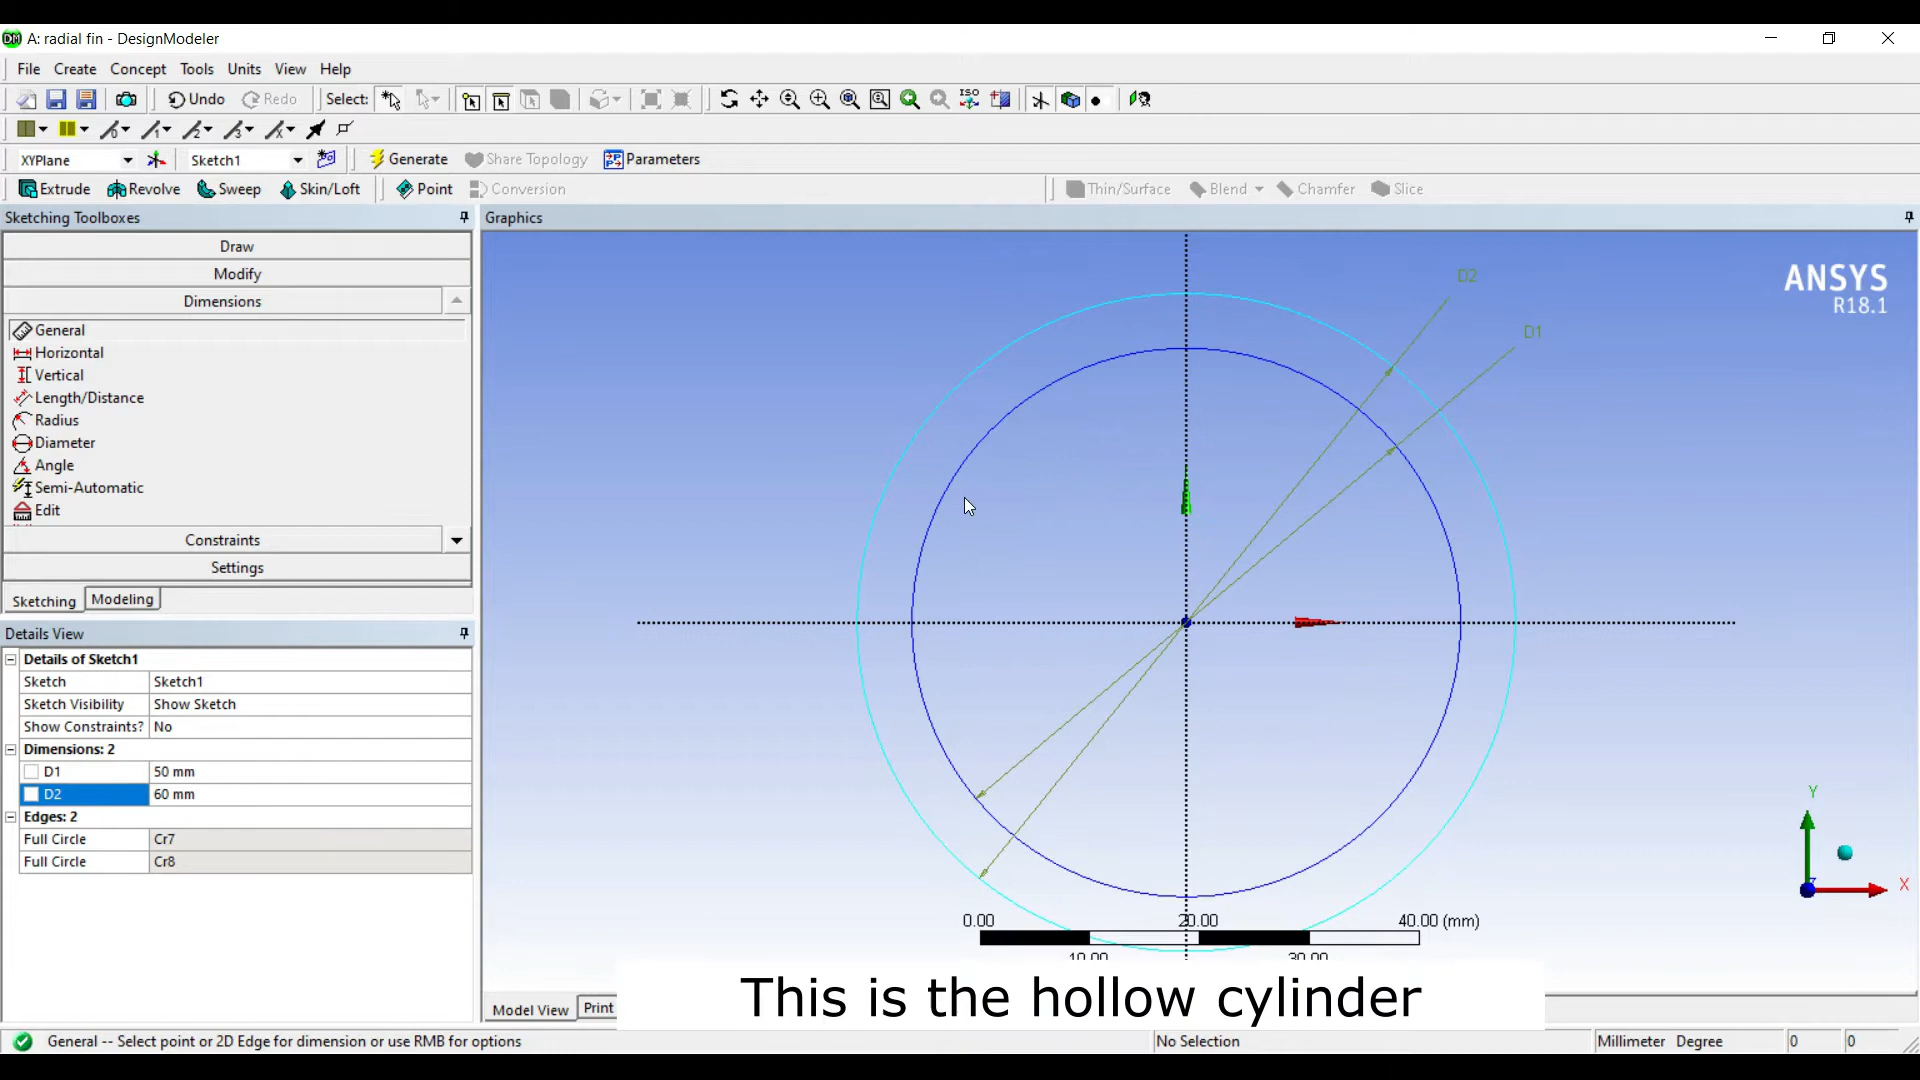 A: radial fin - DesignModeler
File Create Concept Tools Units View Help
Undo Redo Select: ISO
XYPlane Sketch1 Generate Share Topology Parameters
Extrude Revolve Sweep Skin/Loft Point Conversion Thin/Surface Blend Chamfer Slice
Sketching Toolboxes
Draw
Modify
Dimensions
General
Horizontal
Vertical
Length/Distance
Radius
Diameter
Angle
Semi-Automatic
Edit
Constraints
Settings
Sketching Modeling
Details View
Details of Sketch1
Sketch Sketch1
Sketch Visibility Show Sketch
Show Constraints? No
Dimensions: 2
D1 50 mm
D2 60 mm
Edges: 2
Full Circle Cr7
Full Circle Cr8
Graphics
ANSYS
R18.1
D2
D1
Y
X
0.00 20.00 40.00 (mm)
10.00 30.00
Model View Print
This is the hollow cylinder
General -- Select point or 2D Edge for dimension or use RMB for options No Selection Millimeter Degree 0 0